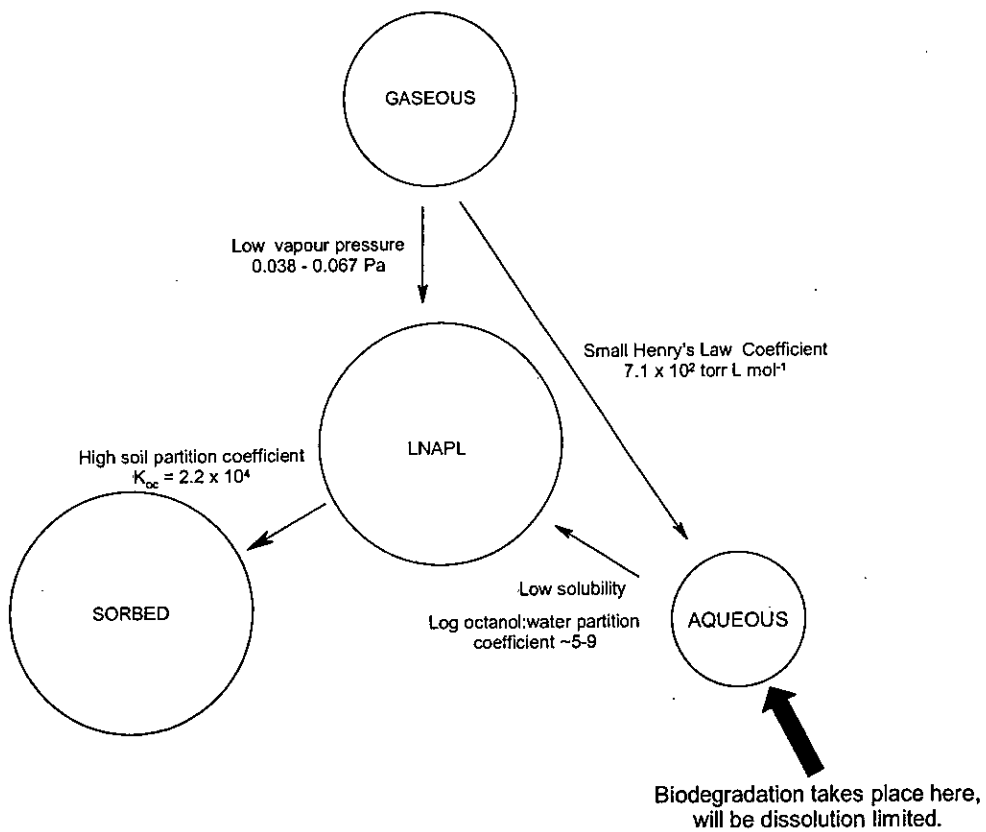 GASEOUS
Low vapour pressure
0.038 - 0.067 Pa
Small Henry's Law Coefficient
7.1 x 10² torr L mol⁻¹
LNAPL
High soil partition coefficient
Koc = 2.2 x 10⁴
SORBED
Low solubility
Log octanol:water partition
coefficient ~5-9
AQUEOUS
Biodegradation takes place here,
will be dissolution limited.